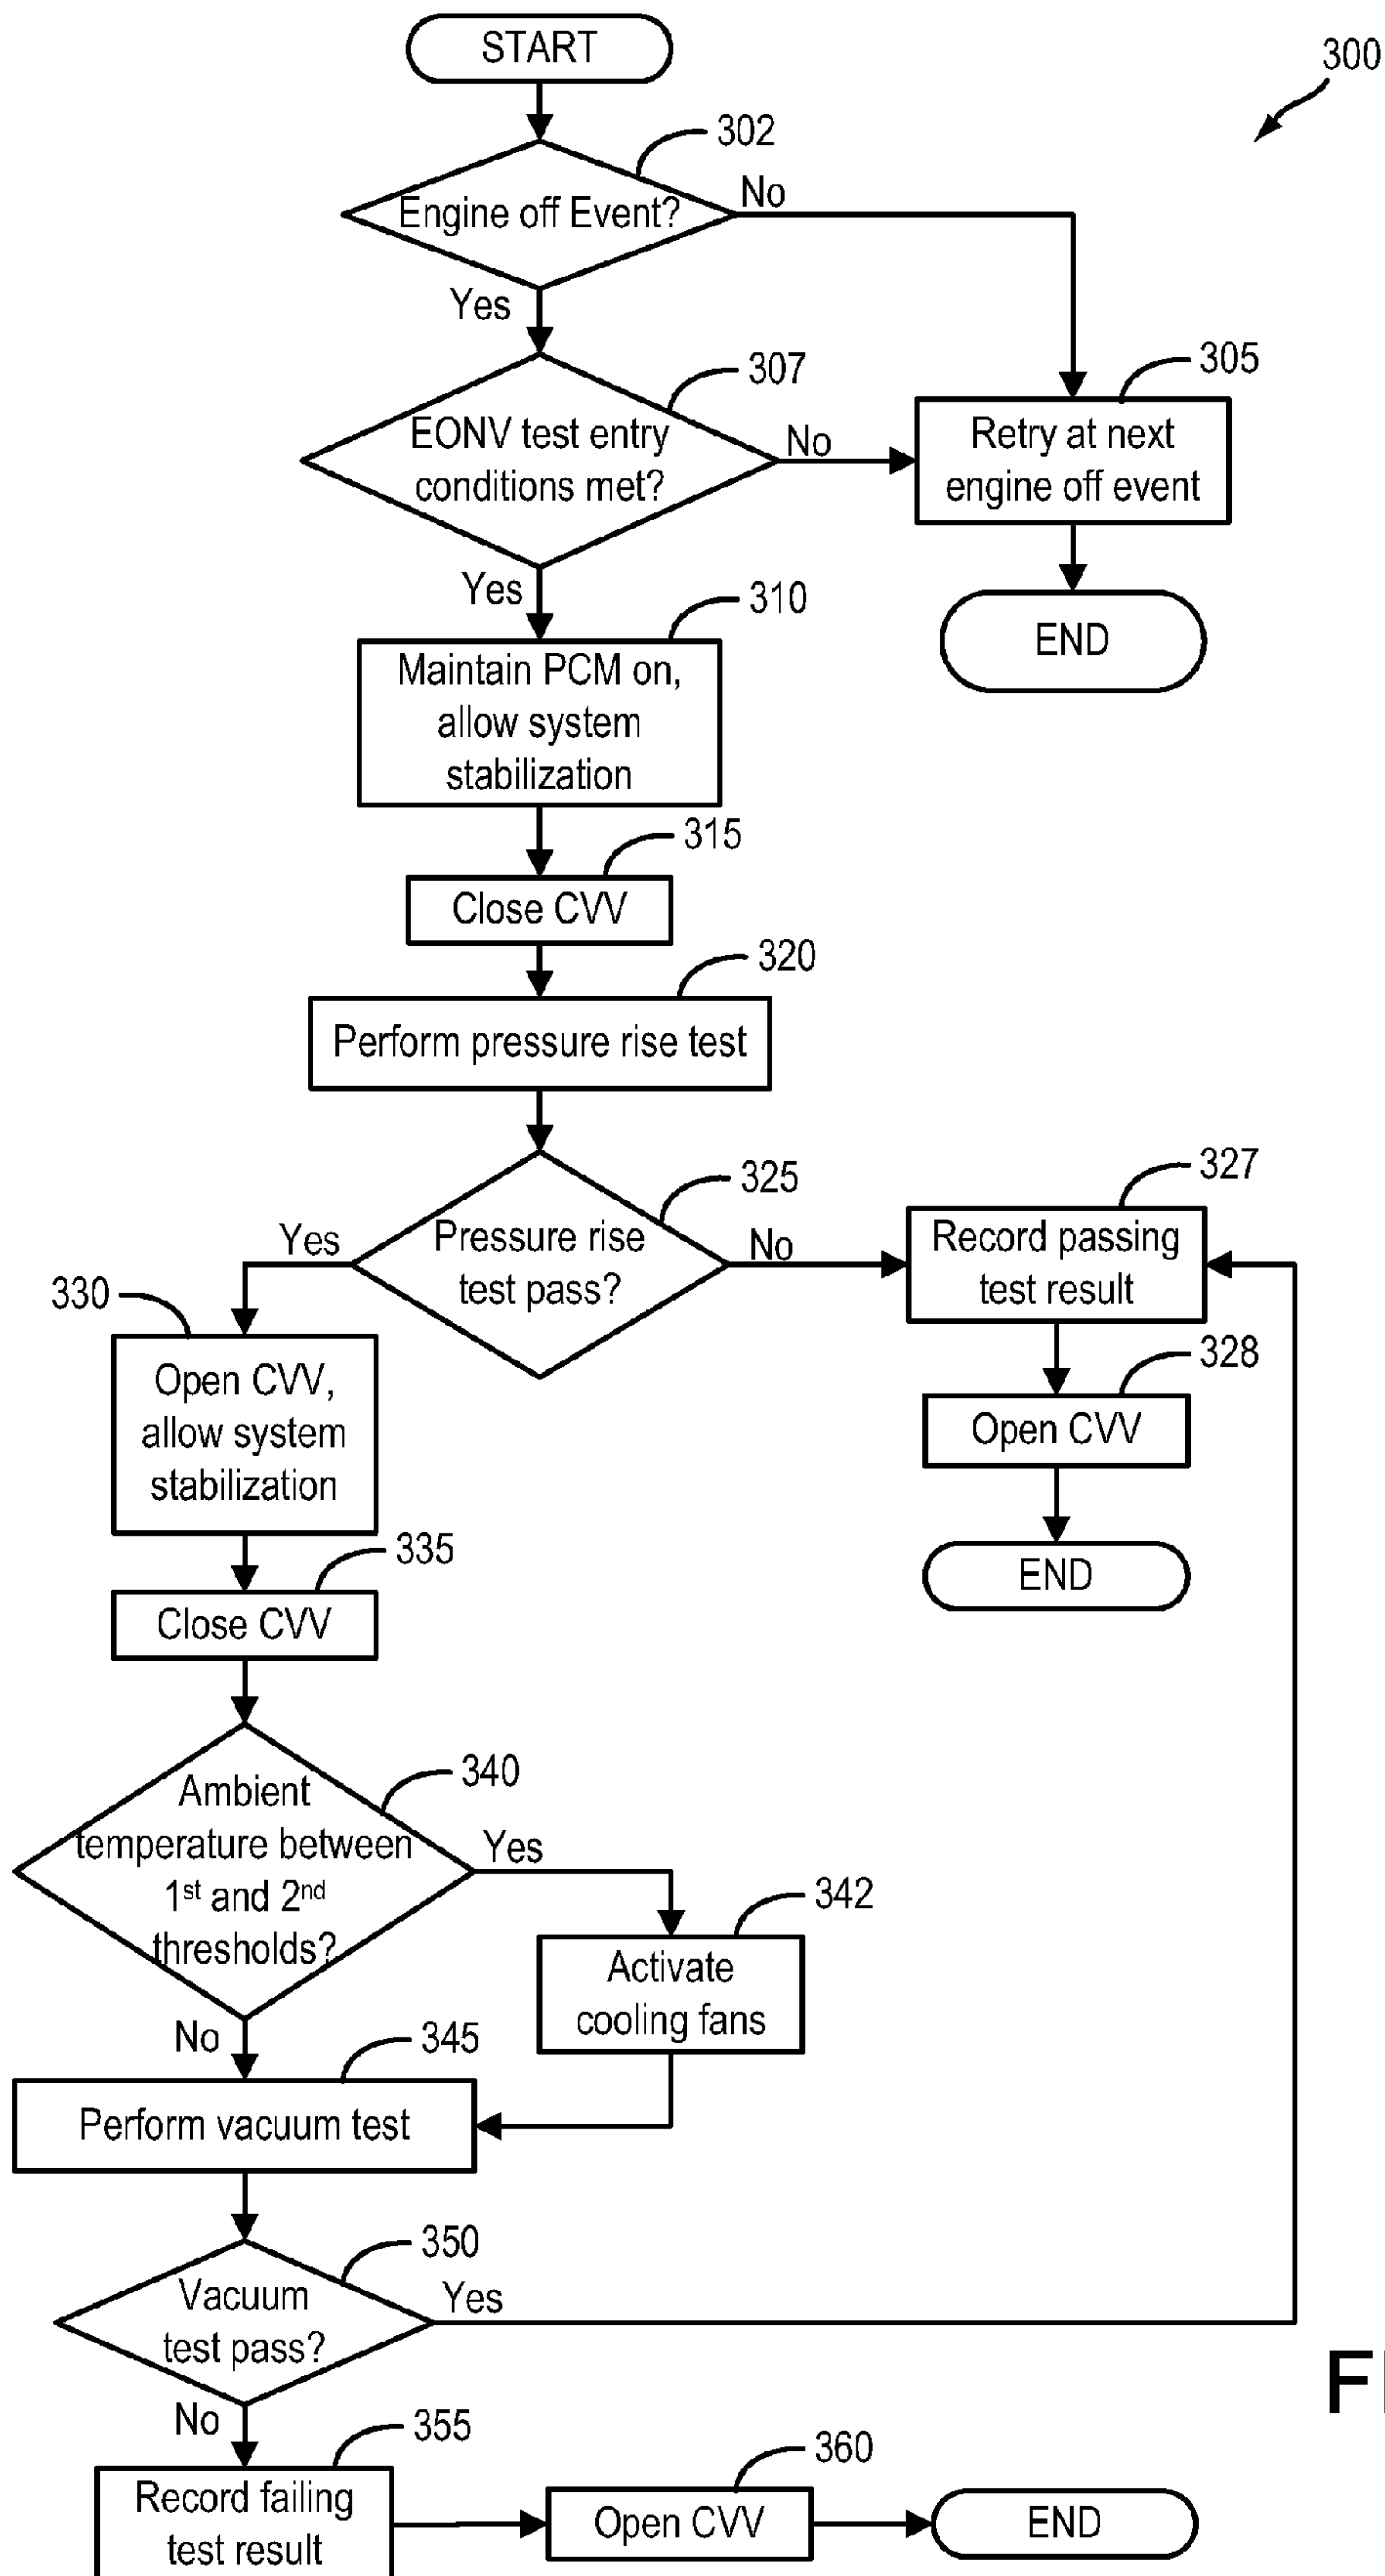 START
300
302
Engine off Event?
No
Yes
307
EONV test entry
conditions met?
No
305
Retry at next
engine off event
Yes
310
END
Maintain PCM on,
allow system
stabilization
315
Close CVV
320
Perform pressure rise test
325
327
Yes
Pressure rise
test pass?
No
Record passing
test result
330
328
Open CVV,
allow system
stabilization
Open CVV
335
END
Close CVV
340
Ambient
temperature between
1st and 2nd
thresholds?
Yes
342
Activate
cooling fans
No
345
Perform vacuum test
350
Vacuum
test pass?
Yes
No
355
360
Record failing
test result
Open CVV
END